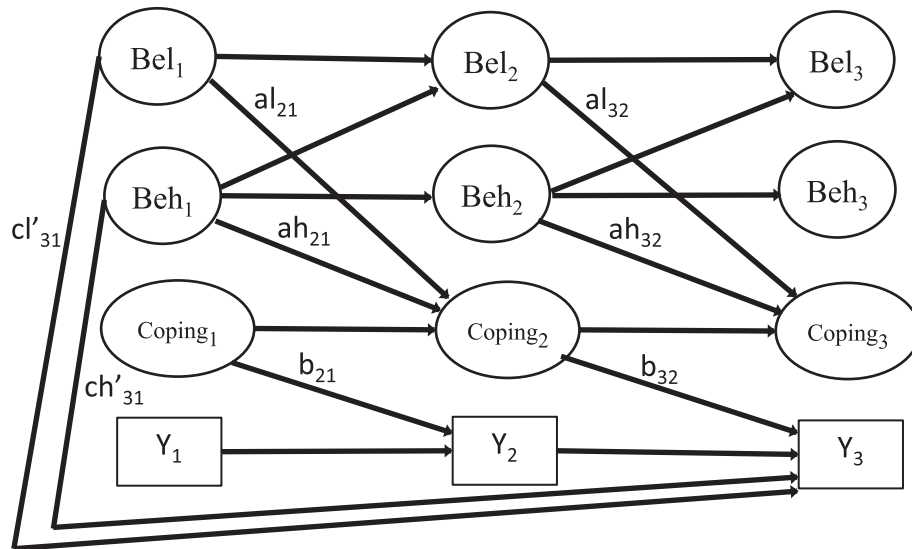 Bel₁ Bel₂ Bel₃
al₂₁ al₃₂
Beh₁ Beh₂ Beh₃
cl’₃₁ ah₂₁ ah₃₂
Coping₁ Coping₂ Coping₃
ch’₃₁ b₂₁ b₃₂
Y₁ Y₂ Y₃